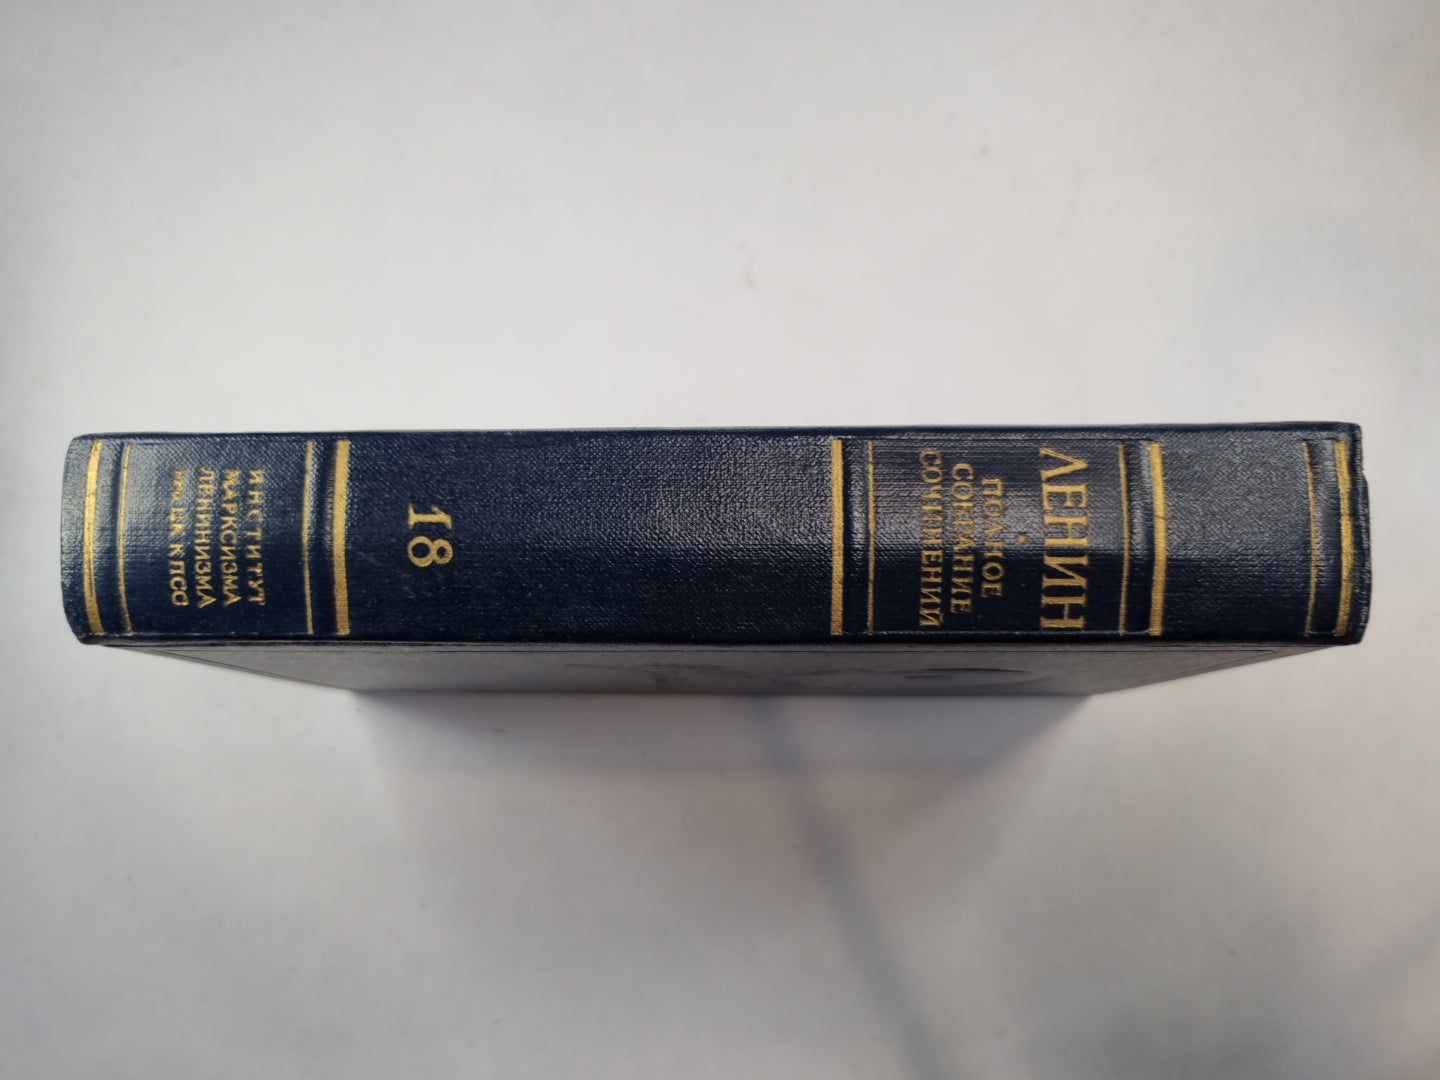 ЛЕНИН
ПОЛНОЕ
СОБРАНИЕ
СОЧИНЕНИЙ
18
ИНСТИТУТ
МАРКСИЗМА
ЛЕНИНИЗМА
ПРИ ЦК КПСС